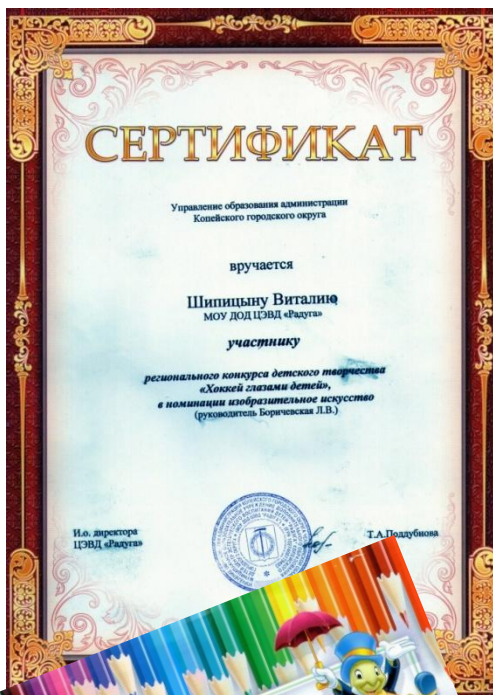 СЕРТИФИКАТ
Управление образования администрации
Копейского городского округа
вручается
Шипицыну Виталию
МОУ ДОД ЦЭВД «Радуга»
участнику
регионального конкурса детского творчества
«Хоккей глазами детей»,
в номинации изобразительное искусство
(руководитель Боричевская Л.В.)
И.о. директора
ЦЭВД «Радуга»
Т.А.Поддубнова